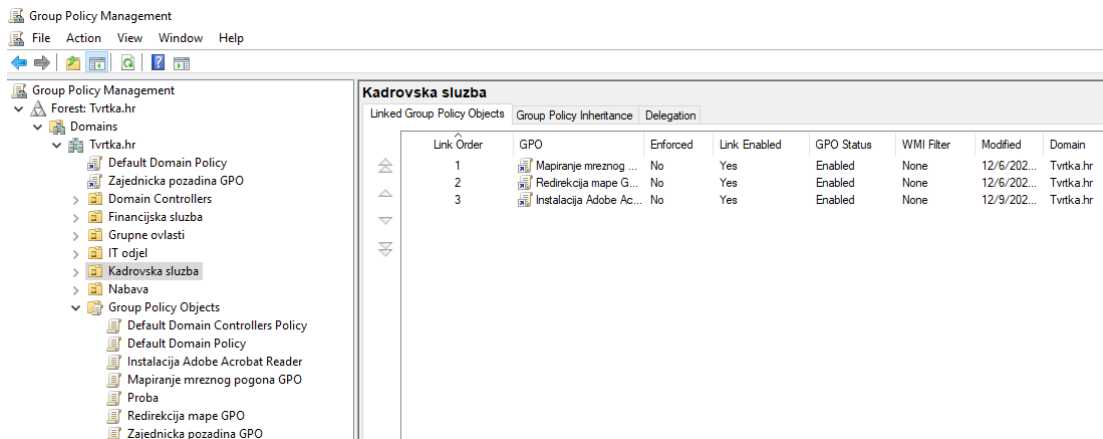 Group Policy Management
File Action View Window Help
Group Policy Management
Forest: Tvrtka.hr
Domains
Tvrtka.hr
Default Domain Policy
Zajednicka pozadina GPO
Domain Controllers
Financijska sluzba
Grupne ovlasti
IT odjel
Kadrovska sluzba
Nabava
Group Policy Objects
Default Domain Controllers Policy
Default Domain Policy
Instalacija Adobe Acrobat Reader
Mapiranje mreznog pogona GPO
Proba
Redirekcija mape GPO
Zajednicka pozadina GPO
Kadrovska sluzba
Linked Group Policy Objects Group Policy Inheritance Delegation
Link Order GPO Enforced Link Enabled GPO Status WMI Filter Modified Domain
1 Mapiranje mreznog ... No Yes Enabled None 12/6/202... Tvrtka.hr
2 Redirekcija mape G... No Yes Enabled None 12/6/202... Tvrtka.hr
3 Instalacija Adobe Ac... No Yes Enabled None 12/9/202... Tvrtka.hr